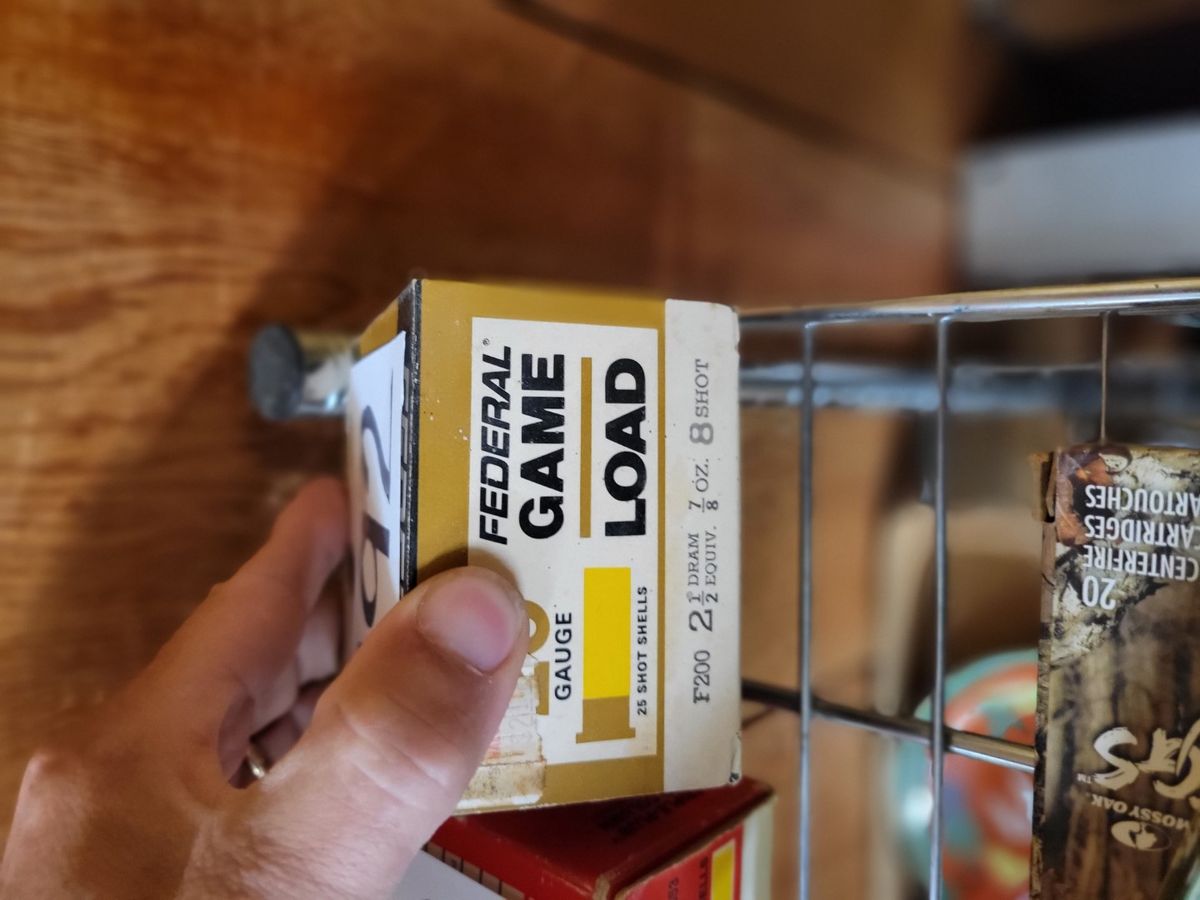 FEDERAL®
GAME
LOAD
GAUGE
25 SHOT SHELLS
F200 2 1/2 DRAM EQUIV. 7/8 OZ. 8 SHOT
20
CENTERFIRE
CARTRIDGES
CARTOUCHES
MOSSY OAK